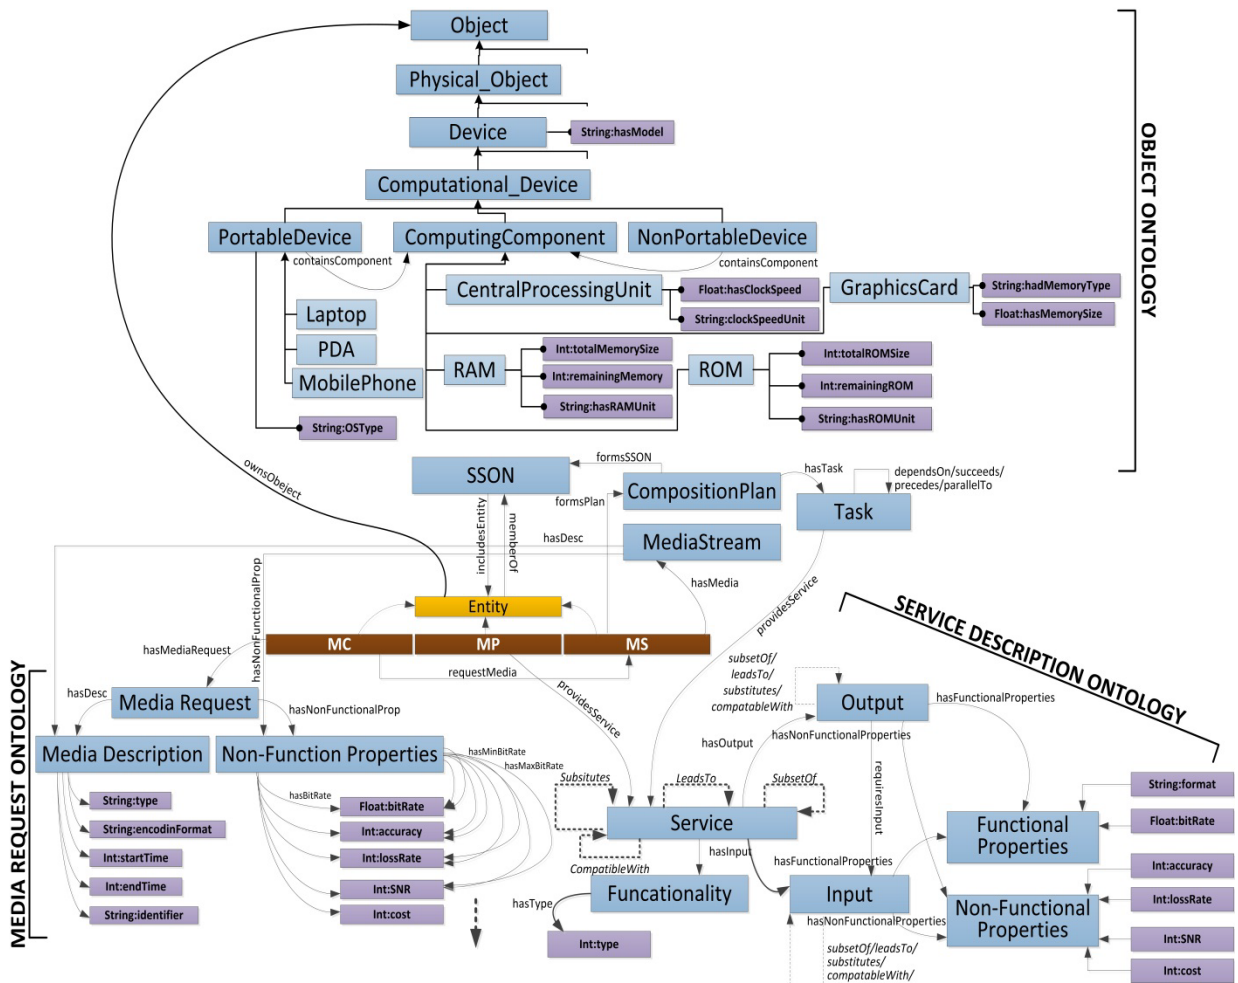 Object
Physical_Object
Device
String:hasModel
Computational_Device
PortableDevice
ComputingComponent
NonPortableDevice
containsComponent
containsComponent
CentralProcessingUnit
Float:hasClockSpeed
String:clockSpeedUnit
GraphicsCard
String:hadMemoryType
Float:hasMemorySize
Laptop
PDA
MobilePhone
String:OSType
RAM
Int:totalMemorySize
Int:remainingMemory
String:hasRAMUnit
ROM
Int:totalROMSize
Int:remainingROM
String:hasROMUnit
OBJECT ONTOLOGY
ownsObeject
SSON
formsSSON
CompositionPlan
formsPlan
hasTask
dependsOn/succeeds/
precedes/parallelTo
Task
includesEntity
memberOf
hasDesc
MediaStream
hasMedia
hasNonFunctionalProp
providesService
Entity
MC
MP
MS
requestMedia
hasMediaRequest
providesService
MEDIA REQUEST ONTOLOGY
hasDesc
Media Request
hasNonFunctionalProp
Media Description
Non-Function Properties
hasMinBitRate
hasMaxBitRate
hasBitRate
String:type
String:encodinFormat
Int:startTime
Int:endTime
String:identifier
Float:bitRate
Int:accuracy
Int:lossRate
Int:SNR
Int:cost
SERVICE DESCRIPTION ONTOLOGY
subsetOf/
leadsTo/
substitutes/
compatableWith
Output
hasFunctionalProperties
hasNonFunctionalProperties
hasOutput
requiresInput
Subsitutes
LeadsTo
SubsetOf
Service
CompatibleWith
hasInput
Funcationality
hasType
Int:type
hasFunctionalProperties
Input
hasNonFunctionalProperties
subsetOf/leadsTo/
substitutes/
compatableWith/
Functional
Properties
Non-Functional
Properties
String:format
Float:bitRate
Int:accuracy
Int:lossRate
Int:SNR
Int:cost